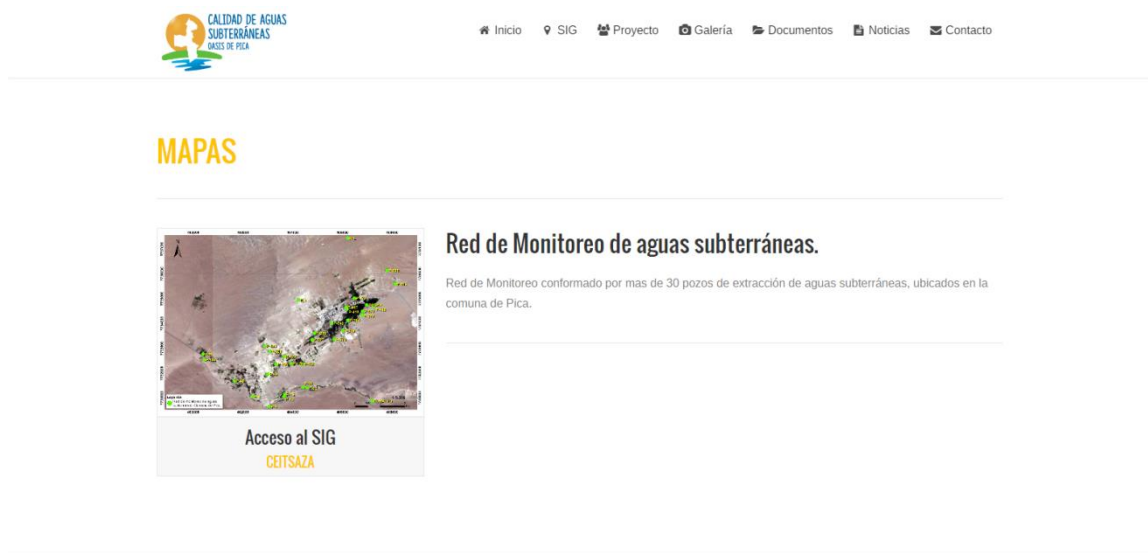 CALIDAD DE AGUAS
SUBTERRÁNEAS
OASIS DE PICA
Inicio SIG Proyecto Galería Documentos Noticias Contacto
MAPAS
Red de Monitoreo de aguas subterráneas.
Red de Monitoreo conformado por mas de 30 pozos de extracción de aguas subterráneas, ubicados en la
comuna de Pica.
Acceso al SIG
CEITSAZA